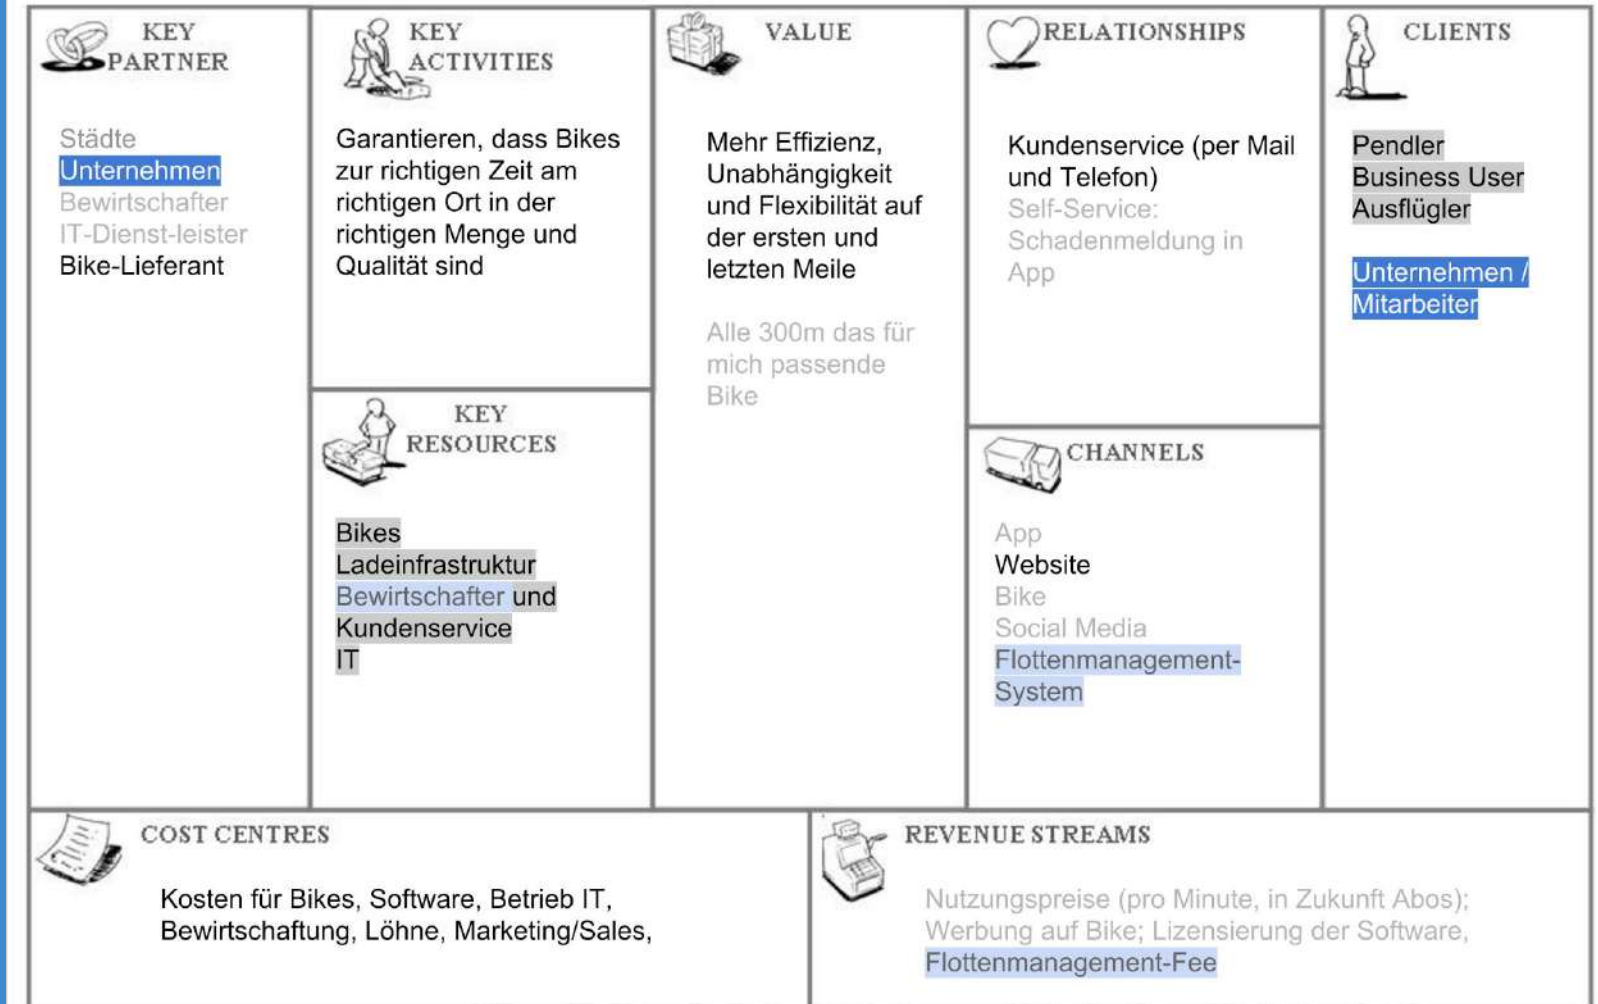 KEY
PARTNER
Städte
Unternehmen
Bewirtschafter
IT-Dienst-leister
Bike-Lieferant
KEY
ACTIVITIES
Garantieren, dass Bikes
zur richtigen Zeit am
richtigen Ort in der
richtigen Menge und
Qualität sind
KEY
RESOURCES
Bikes
Ladeinfrastruktur
Bewirtschafter und
Kundenservice
IT
VALUE
Mehr Effizienz,
Unabhängigkeit
und Flexibilität auf
der ersten und
letzten Meile
Alle 300m das für
mich passende
Bike
RELATIONSHIPS
Kundenservice (per Mail
und Telefon)
Self-Service:
Schadenmeldung in
App
CHANNELS
App
Website
Bike
Social Media
Flottenmanagement-
System
CLIENTS
Pendler
Business User
Ausflügler
Unternehmen /
Mitarbeiter
COST CENTRES
Kosten für Bikes, Software, Betrieb IT,
Bewirtschaftung, Löhne, Marketing/Sales,
REVENUE STREAMS
Nutzungspreise (pro Minute, in Zukunft Abos);
Werbung auf Bike; Lizensierung der Software,
Flottenmanagement-Fee